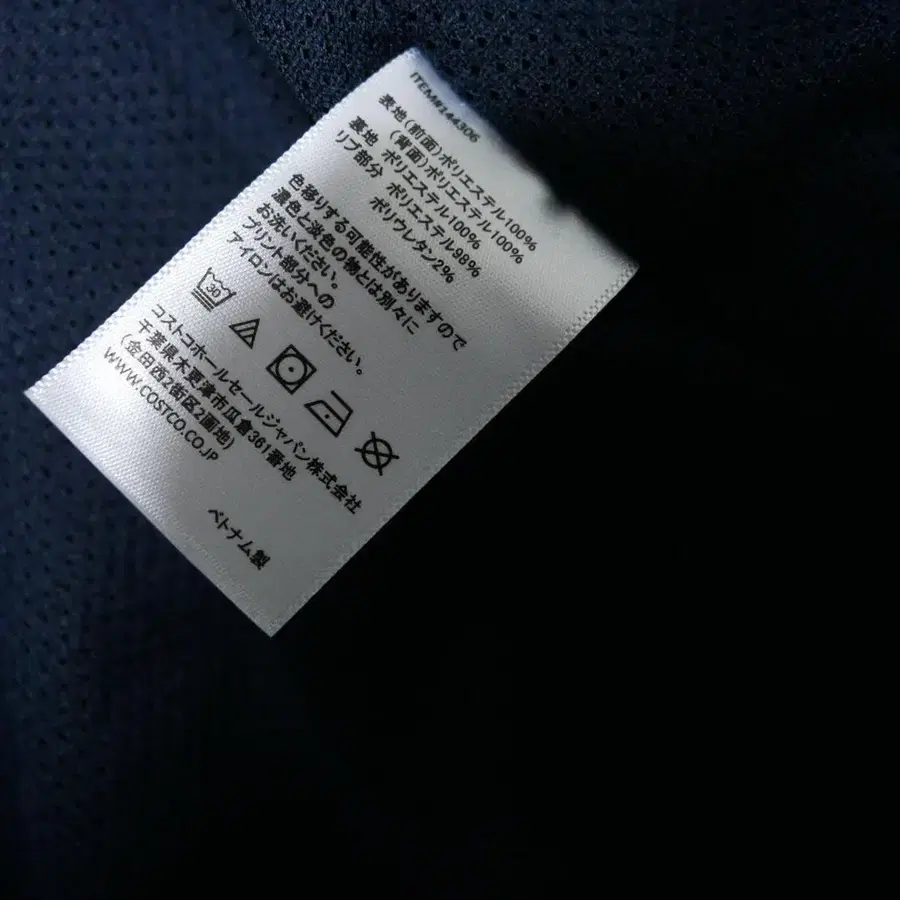 ITEM#144306
表地(前面)ポリエステル100%
(背面)ポリエステル100%
裏地 ポリエステル100%
リブ部分 ポリエステル98%
ポリウレタン2%
色移りする可能性がありますので
濃色と淡色の物とは別々に
お洗いください。
プリント部分への
アイロンはお避けください。
30
コストコホールセールジャパン株式会社
千葉県木更津市瓜倉361番地
(金田西2街区2画地)
WWW.COSTCO.CO.JP
ベトナム製